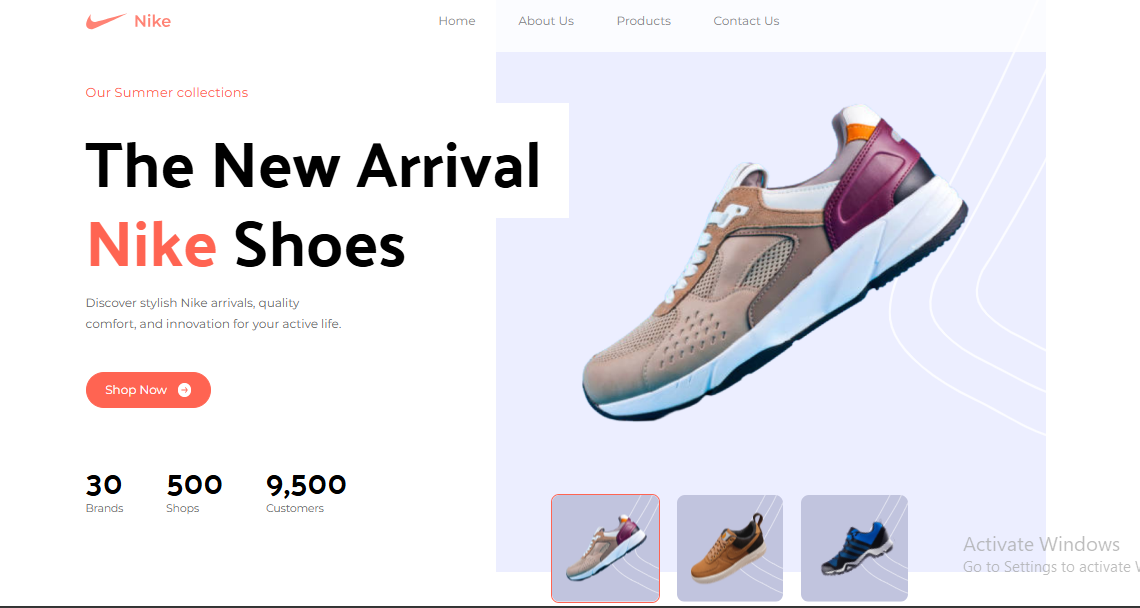 Nike
Home About Us Products Contact Us
Our Summer collections
The New Arrival
Nike Shoes
Discover stylish Nike arrivals, quality
comfort, and innovation for your active life.
Shop Now
30 500 9,500
Brands Shops Customers
Activate Windows
Go to Settings to activate W